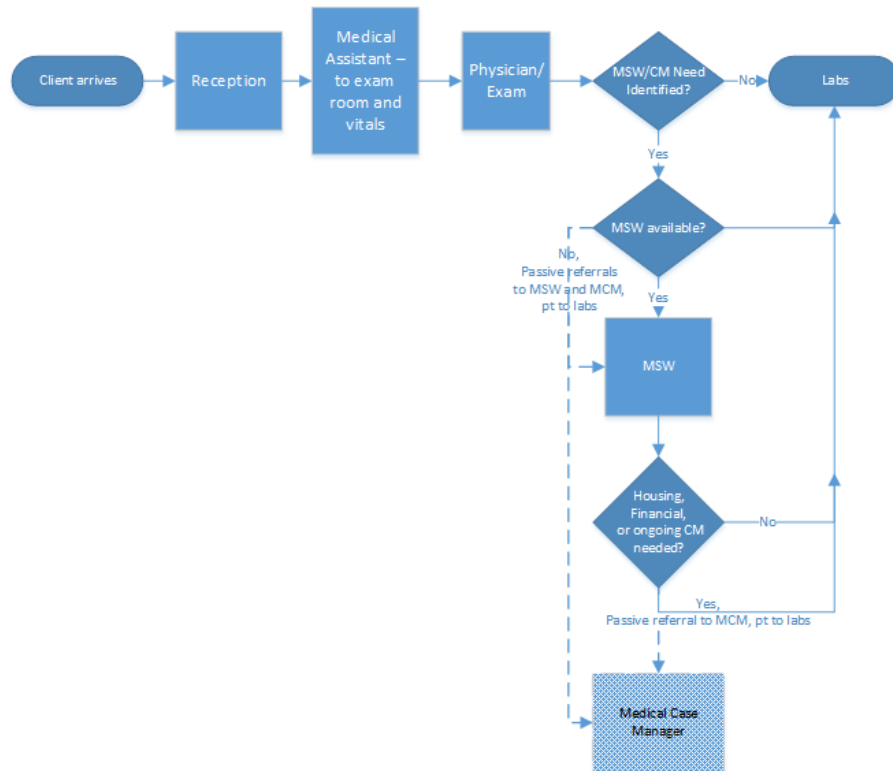 Client arrives
Reception
Medical
Assistant –
to exam
room and
vitals
Physician/
Exam
MSW/CM Need
Identified?
No
Labs
Yes
MSW available?
No,
Passive referrals
to MSW and MCM,
pt to labs
Yes
MSW
Housing,
Financial,
or ongoing CM
needed?
No
Yes,
Passive referral to MCM, pt to labs
Medical Case
Manager